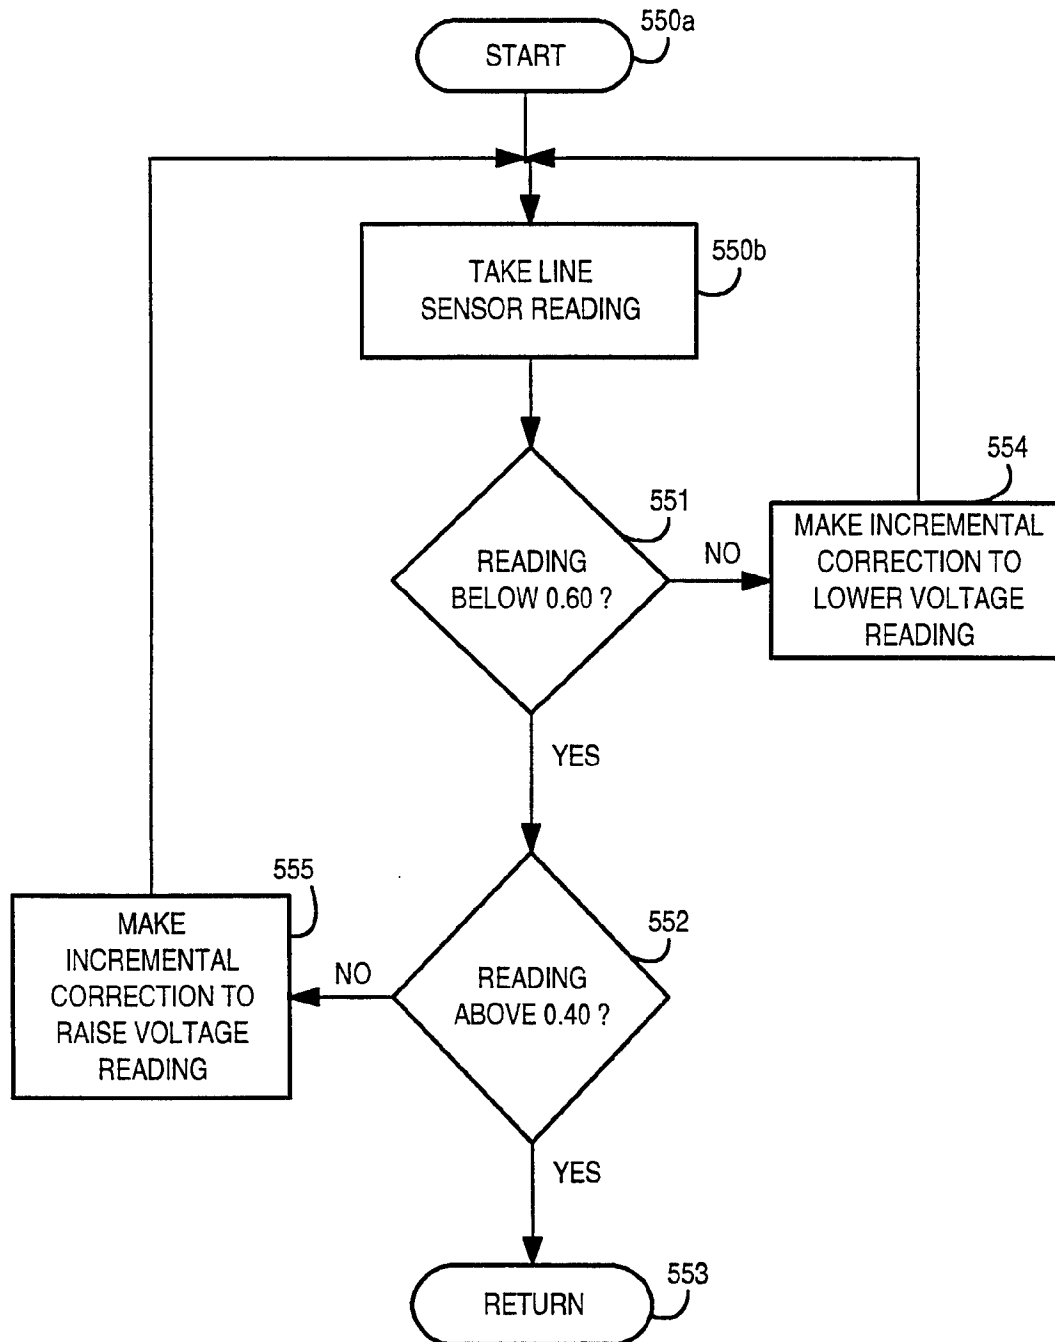 550a
START
550b
TAKE LINE
SENSOR READING
554
551
READING
BELOW 0.60 ?
NO
MAKE INCREMENTAL
CORRECTION TO
LOWER VOLTAGE
READING
YES
555
MAKE
INCREMENTAL
CORRECTION TO
RAISE VOLTAGE
READING
NO
552
READING
ABOVE 0.40 ?
YES
553
RETURN